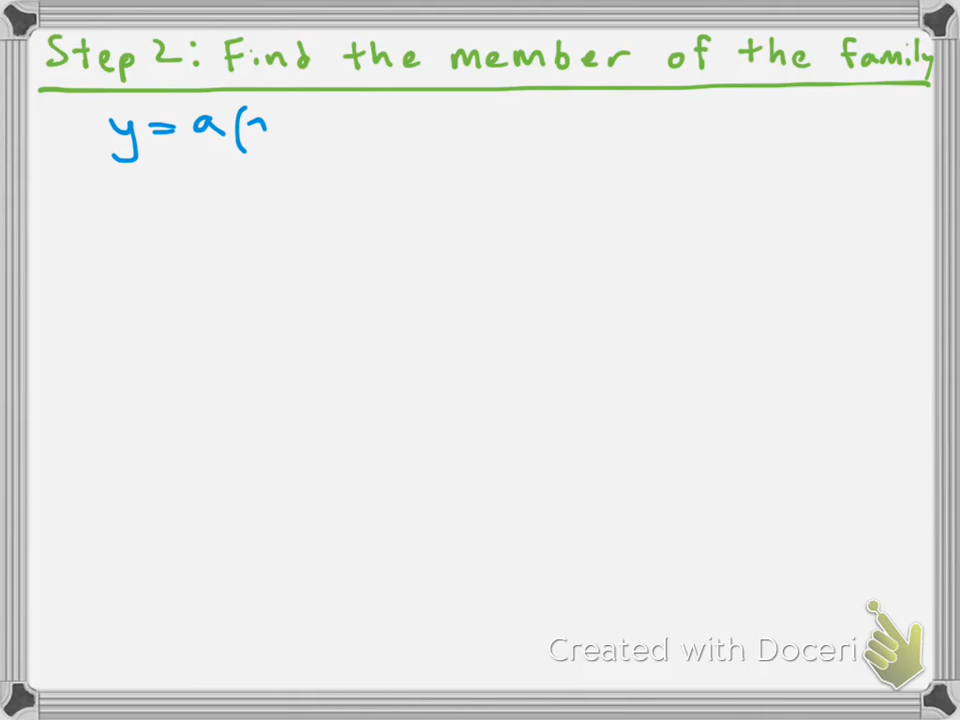 Step 2: Find the member of the family
y = a (
Created with Doceri